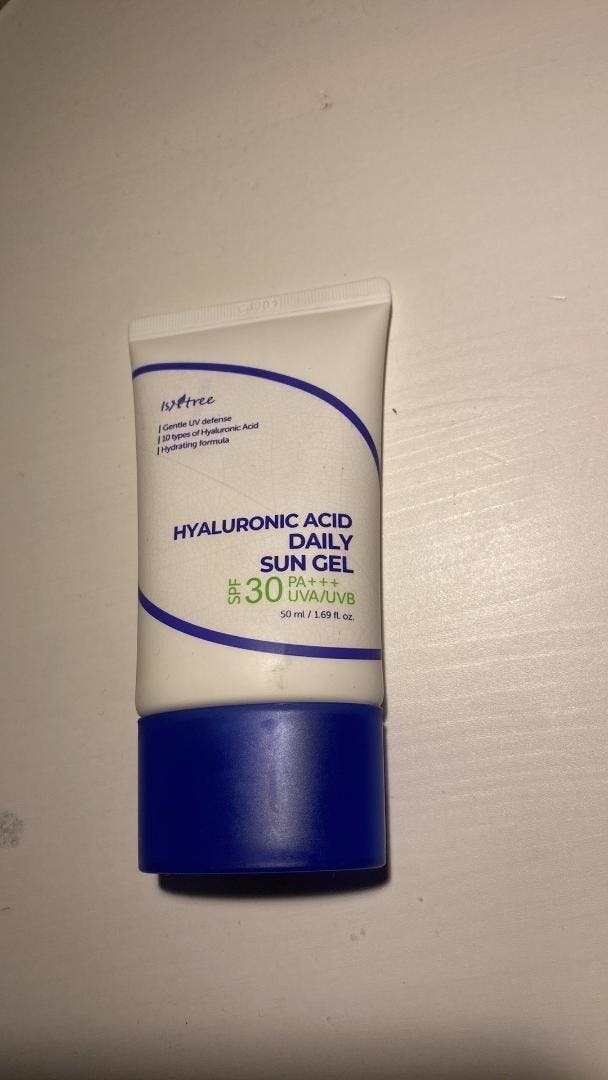 Isntree
| Gentle UV defense
| 10 types of Hyaluronic Acid
| Hydrating formula
HYALURONIC ACID
DAILY
SUN GEL
SPF 30 PA+++
UVA/UVB
50 ml / 1.69 fl. oz.